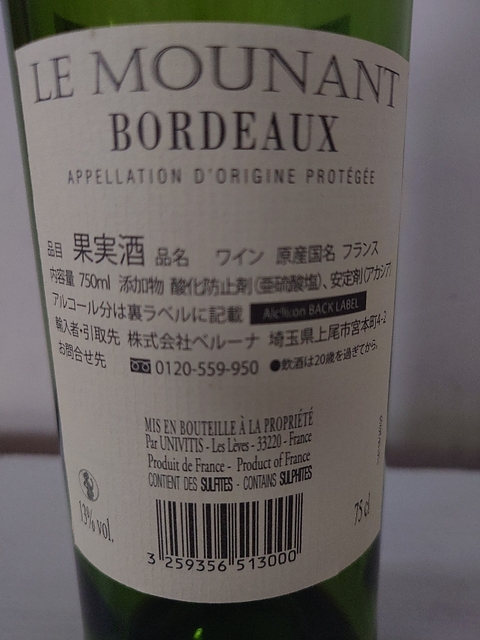 LE MOUNANT
BORDEAUX
APPELLATION D'ORIGINE PROTÉGÉE
品目 果実酒 品名 ワイン 原産国名 フランス
内容量 750ml 添加物 酸化防止剤(亜硫酸塩)、安定剤(アカシア)
アルコール分は裏ラベルに記載 Alc%:on BACK LABEL
輸入者・引取先 株式会社ベルーナ 埼玉県上尾市宮本町4-2
お問合せ先 0120-559-950 ●飲酒は20歳を過ぎてから。
MIS EN BOUTEILLE À LA PROPRIÉTÉ
Par UNIVITIS - Les Lèves - 33220 - France
Produit de France - Product of France
CONTIENT DES SULFITES - CONTAINS SULPHITES
13% vol.
75 cl
3 259356 513000